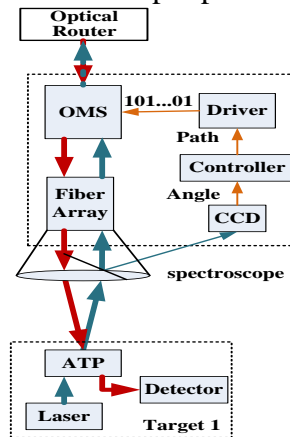 Optical
Router
OMS
101...01
Driver
Path
Controller
Fiber
Array
Angle
CCD
spectroscope
ATP
Detector
Laser
Target 1